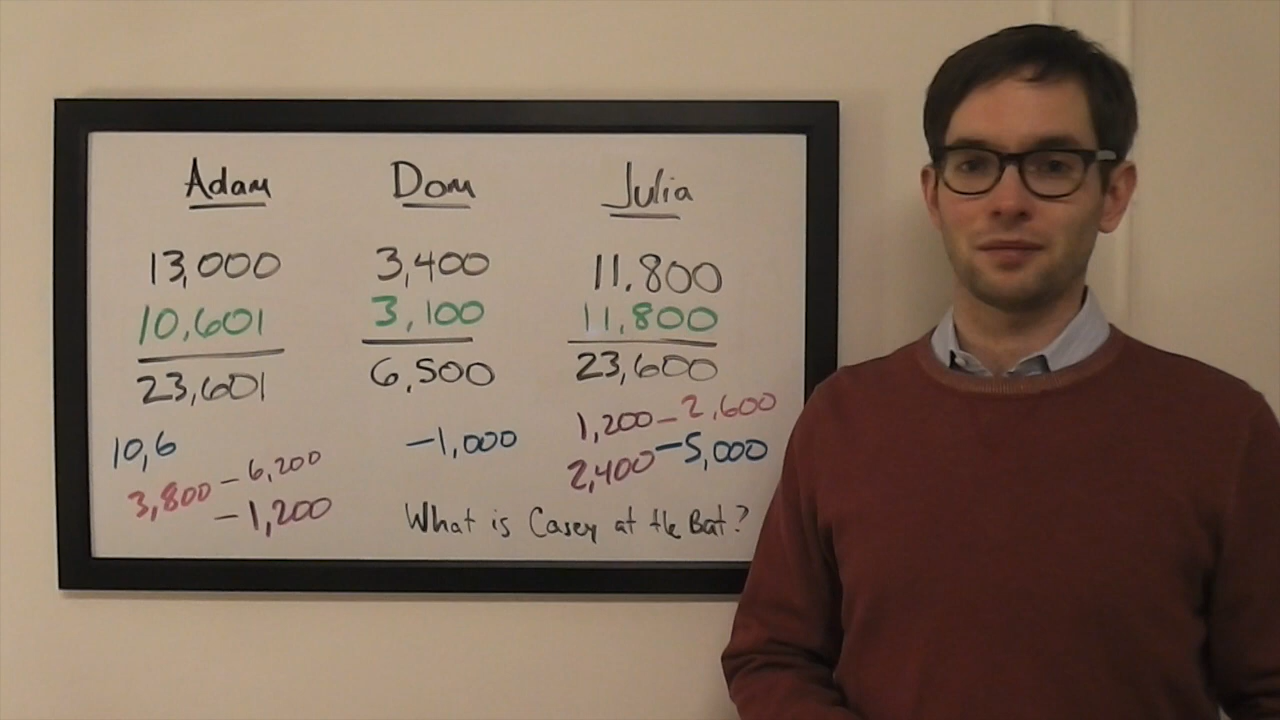 Adam Dom Julia
13,000 3,400 11.800
10,601 3,100 11,800
23,601 6,500 23,600
1,200 -2,600
10,6 -1,000 2,400 -5,000
3,800 -6,200
-1,200
What is Casey at the Bat?